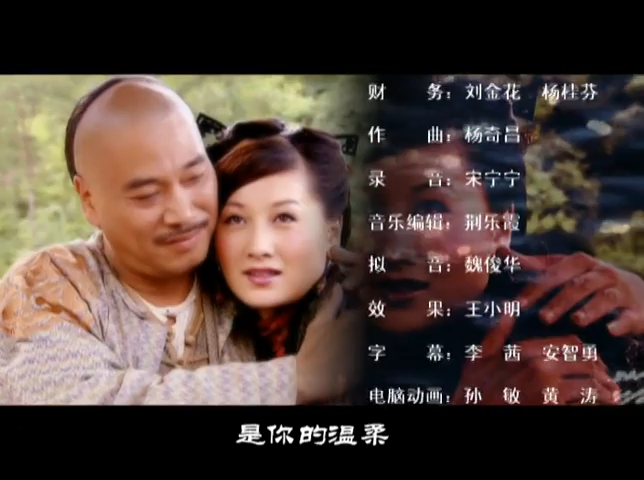 财 务：刘金花 杨桂芬
作 曲：杨奇昌
录 音：宋宁宁
音乐编辑：荆乐霞
拟 音：魏俊华
效 果：王小明
字 幕：李 茜 安智勇
电脑动画：孙 敏 黄 涛
是你的温柔